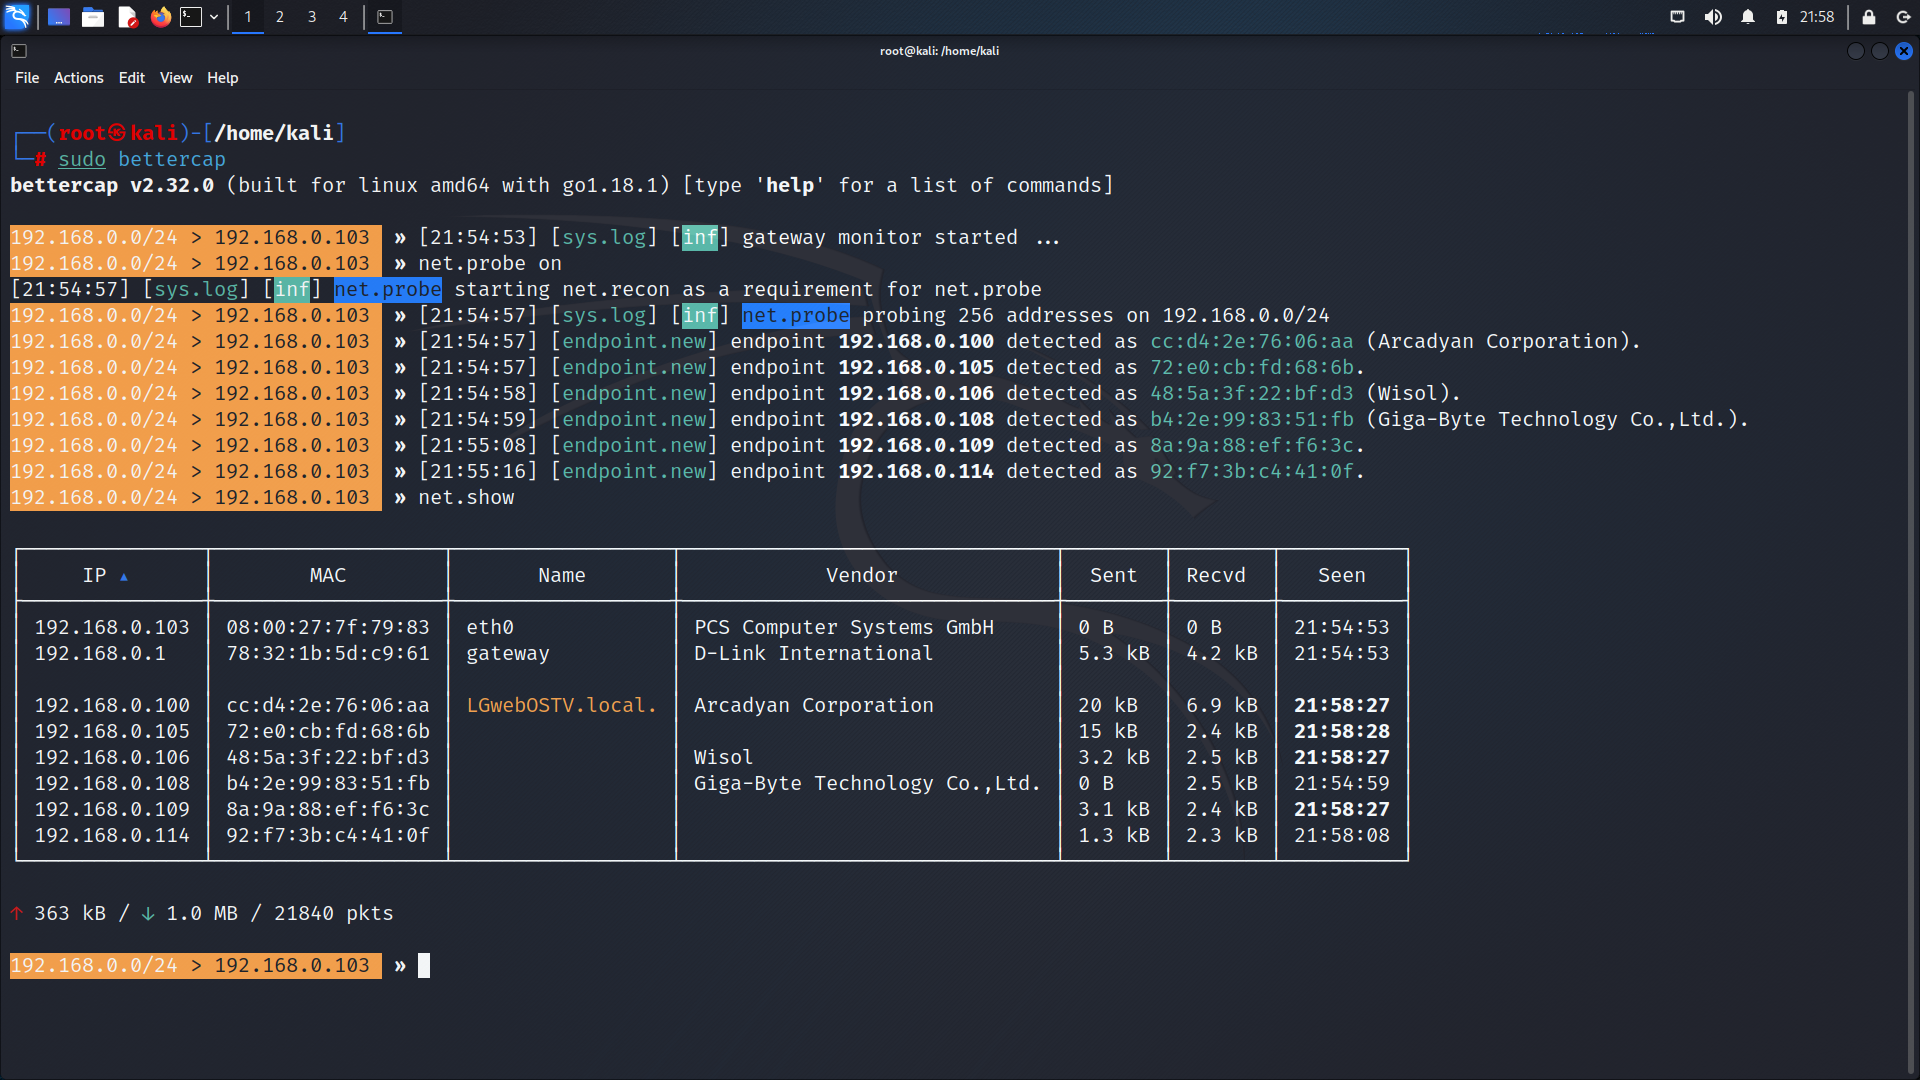 1 2 3 4 21:58
root@kali: /home/kali
File Actions Edit View Help
(root㉿kali)-[/home/kali]
# sudo bettercap
bettercap v2.32.0 (built for linux amd64 with go1.18.1) [type 'help' for a list of commands]
192.168.0.0/24 > 192.168.0.103 » [21:54:53] [sys.log] [inf] gateway monitor started ...
192.168.0.0/24 > 192.168.0.103 » net.probe on
[21:54:57] [sys.log] [inf] net.probe starting net.recon as a requirement for net.probe
192.168.0.0/24 > 192.168.0.103 » [21:54:57] [sys.log] [inf] net.probe probing 256 addresses on 192.168.0.0/24
192.168.0.0/24 > 192.168.0.103 » [21:54:57] [endpoint.new] endpoint 192.168.0.100 detected as cc:d4:2e:76:06:aa (Arcadyan Corporation).
192.168.0.0/24 > 192.168.0.103 » [21:54:57] [endpoint.new] endpoint 192.168.0.105 detected as 72:e0:cb:fd:68:6b.
192.168.0.0/24 > 192.168.0.103 » [21:54:58] [endpoint.new] endpoint 192.168.0.106 detected as 48:5a:3f:22:bf:d3 (Wisol).
192.168.0.0/24 > 192.168.0.103 » [21:54:59] [endpoint.new] endpoint 192.168.0.108 detected as b4:2e:99:83:51:fb (Giga-Byte Technology Co.,Ltd.).
192.168.0.0/24 > 192.168.0.103 » [21:55:08] [endpoint.new] endpoint 192.168.0.109 detected as 8a:9a:88:ef:f6:3c.
192.168.0.0/24 > 192.168.0.103 » [21:55:16] [endpoint.new] endpoint 192.168.0.114 detected as 92:f7:3b:c4:41:0f.
192.168.0.0/24 > 192.168.0.103 » net.show
IP ▲ MAC Name Vendor Sent Recvd Seen
192.168.0.103 08:00:27:7f:79:83 eth0 PCS Computer Systems GmbH 0 B 0 B 21:54:53
192.168.0.1 78:32:1b:5d:c9:61 gateway D-Link International 5.3 kB 4.2 kB 21:54:53
192.168.0.100 cc:d4:2e:76:06:aa LGwebOSTV.local. Arcadyan Corporation 20 kB 6.9 kB 21:58:27
192.168.0.105 72:e0:cb:fd:68:6b 15 kB 2.4 kB 21:58:28
192.168.0.106 48:5a:3f:22:bf:d3 Wisol 3.2 kB 2.5 kB 21:58:27
192.168.0.108 b4:2e:99:83:51:fb Giga-Byte Technology Co.,Ltd. 0 B 2.5 kB 21:54:59
192.168.0.109 8a:9a:88:ef:f6:3c 3.1 kB 2.4 kB 21:58:27
192.168.0.114 92:f7:3b:c4:41:0f 1.3 kB 2.3 kB 21:58:08
↑ 363 kB / ↓ 1.0 MB / 21840 pkts
192.168.0.0/24 > 192.168.0.103 »